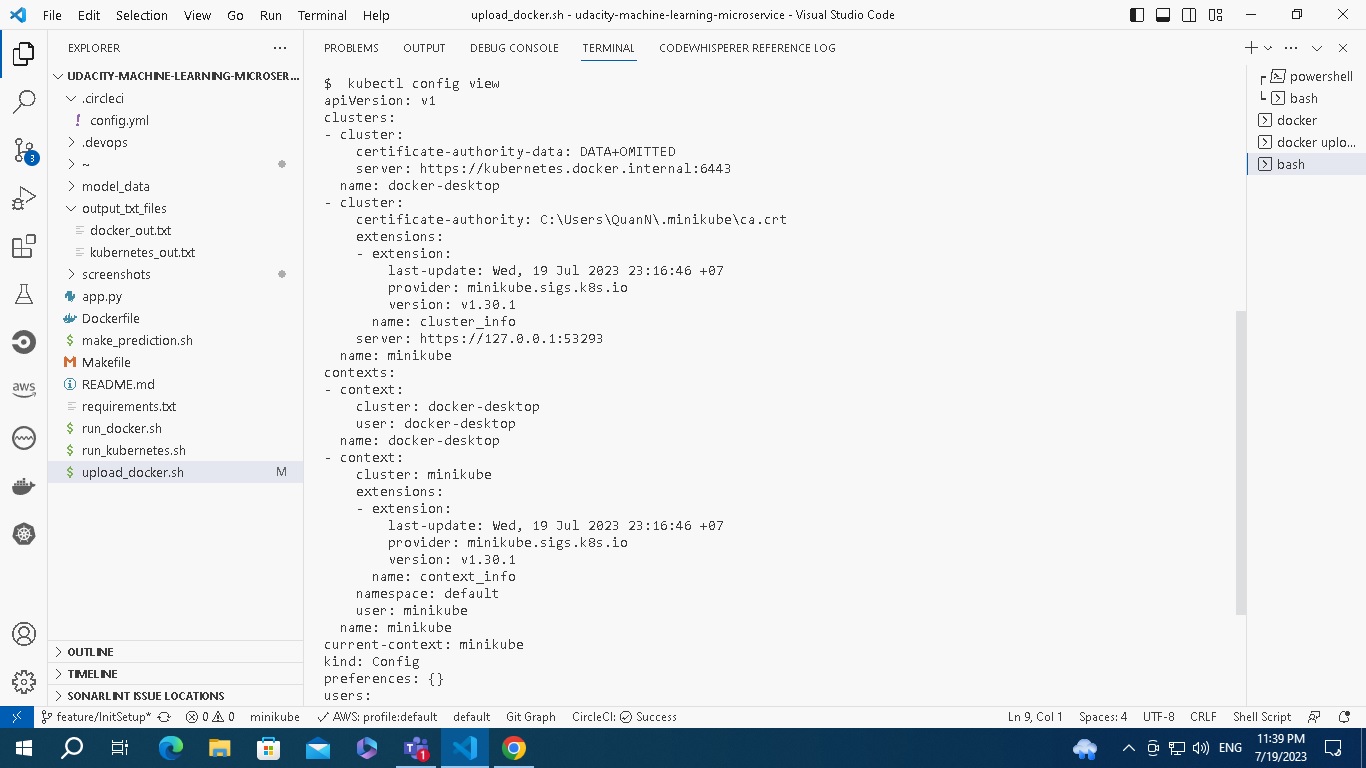 File Edit Selection View Go Run Terminal Help upload_docker.sh - udacity-machine-learning-microservice - Visual Studio Code
EXPLORER
UDACITY-MACHINE-LEARNING-MICROSER...
.circleci
! config.yml
.devops
~
model_data
output_txt_files
docker_out.txt
kubernetes_out.txt
screenshots
app.py
Dockerfile
$ make_prediction.sh
M Makefile
README.md
requirements.txt
$ run_docker.sh
$ run_kubernetes.sh
$ upload_docker.sh M
OUTLINE
TIMELINE
SONARLINT ISSUE LOCATIONS
3
aws
PROBLEMS OUTPUT DEBUG CONSOLE TERMINAL CODEWHISPERER REFERENCE LOG
$  kubectl config view
apiVersion: v1
clusters:
- cluster:
    certificate-authority-data: DATA+OMITTED
    server: https://kubernetes.docker.internal:6443
  name: docker-desktop
- cluster:
    certificate-authority: C:\Users\QuanN\.minikube\ca.crt
    extensions:
    - extension:
        last-update: Wed, 19 Jul 2023 23:16:46 +07
        provider: minikube.sigs.k8s.io
        version: v1.30.1
      name: cluster_info
    server: https://127.0.0.1:53293
  name: minikube
contexts:
- context:
    cluster: docker-desktop
    user: docker-desktop
  name: docker-desktop
- context:
    cluster: minikube
    extensions:
    - extension:
        last-update: Wed, 19 Jul 2023 23:16:46 +07
        provider: minikube.sigs.k8s.io
        version: v1.30.1
      name: context_info
    namespace: default
    user: minikube
  name: minikube
current-context: minikube
kind: Config
preferences: {}
users:
powershell
bash
docker
docker uplo...
bash
feature/InitSetup* 0 0 minikube AWS: profile:default default Git Graph CircleCI: Success Ln 9, Col 1 Spaces: 4 UTF-8 CRLF Shell Script
1 ENG 11:39 PM
7/19/2023